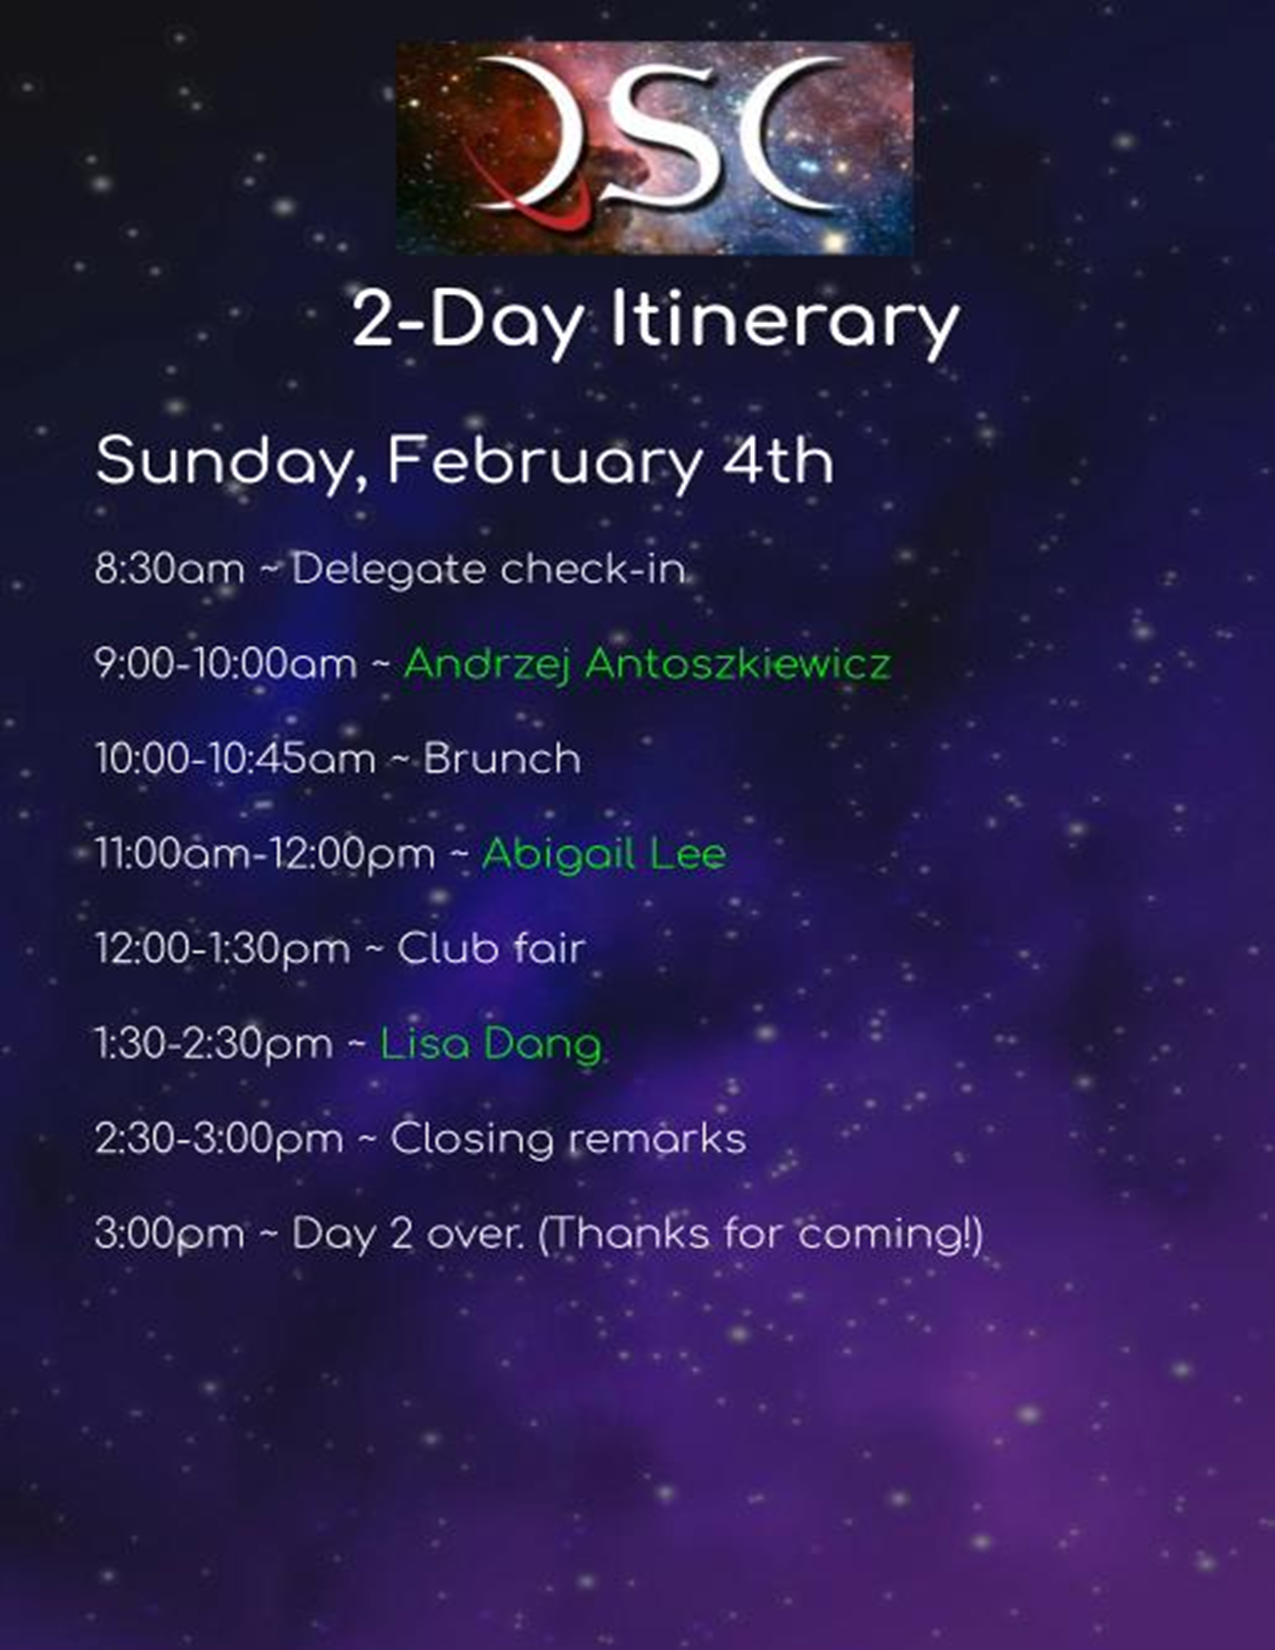 DSC
2-Day Itinerary
Sunday, February 4th
8:30am ~ Delegate check-in
9:00-10:00am ~ Andrzej Antoszkiewicz
10:00-10:45am ~ Brunch
11:00am-12:00pm ~ Abigail Lee
12:00-1:30pm ~ Club fair
1:30-2:30pm ~ Lisa Dang
2:30-3:00pm ~ Closing remarks
3:00pm ~ Day 2 over. (Thanks for coming!)